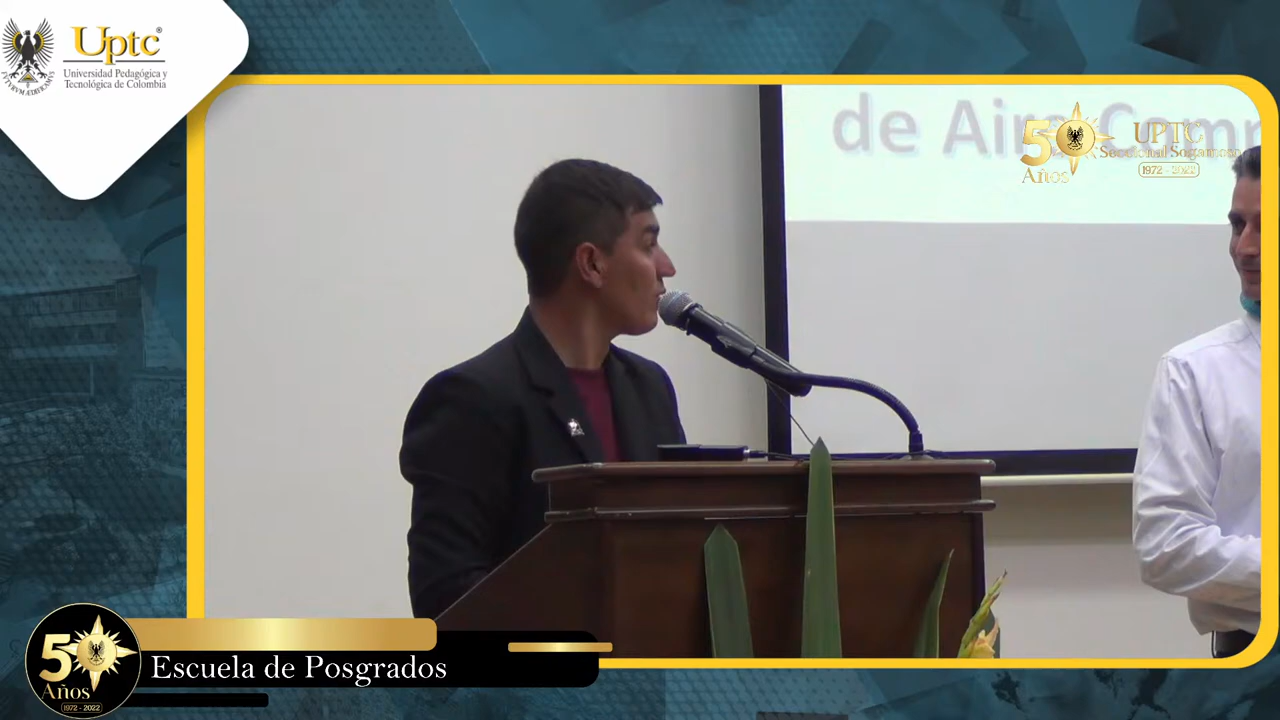 Uptc®
Universidad Pedagógica y
Tecnológica de Colombia
de Aire Com
50
Años
UPTC
Seccional Sogamoso
1972 - 2022
50
Años
1972 - 2022
Escuela de Posgrados